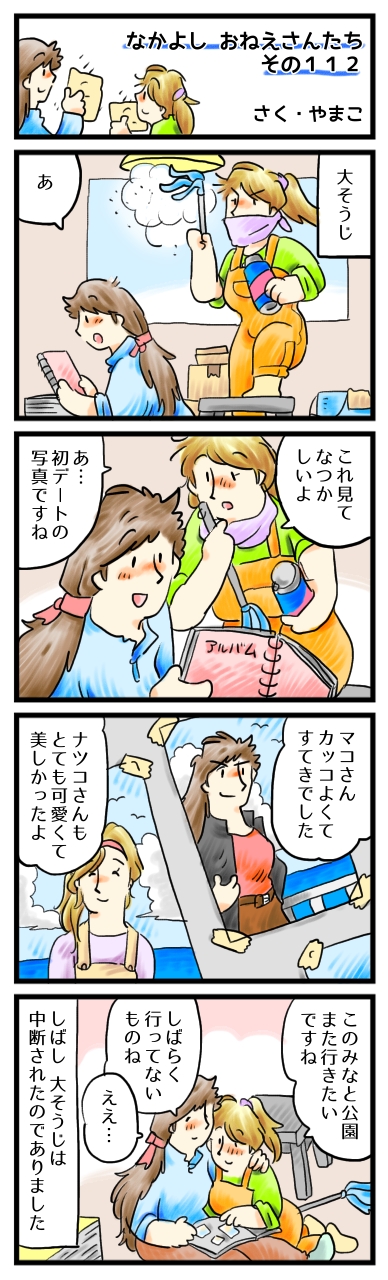 なかよし おねえさんたち
その１１２
さく・やまこ
大そうじ
あ
これ見て
なつか
しいよ
あ…
初デートの
写真ですね
アルバム
マコさん
カッコよくて
すてきでした
ナツコさんも
とても可愛くて
美しかったよ
このみなと公園
また行きたい
ですね
しばらく
行ってない
ものね
ええ…
しばし 大そうじは
中断されたのでありました